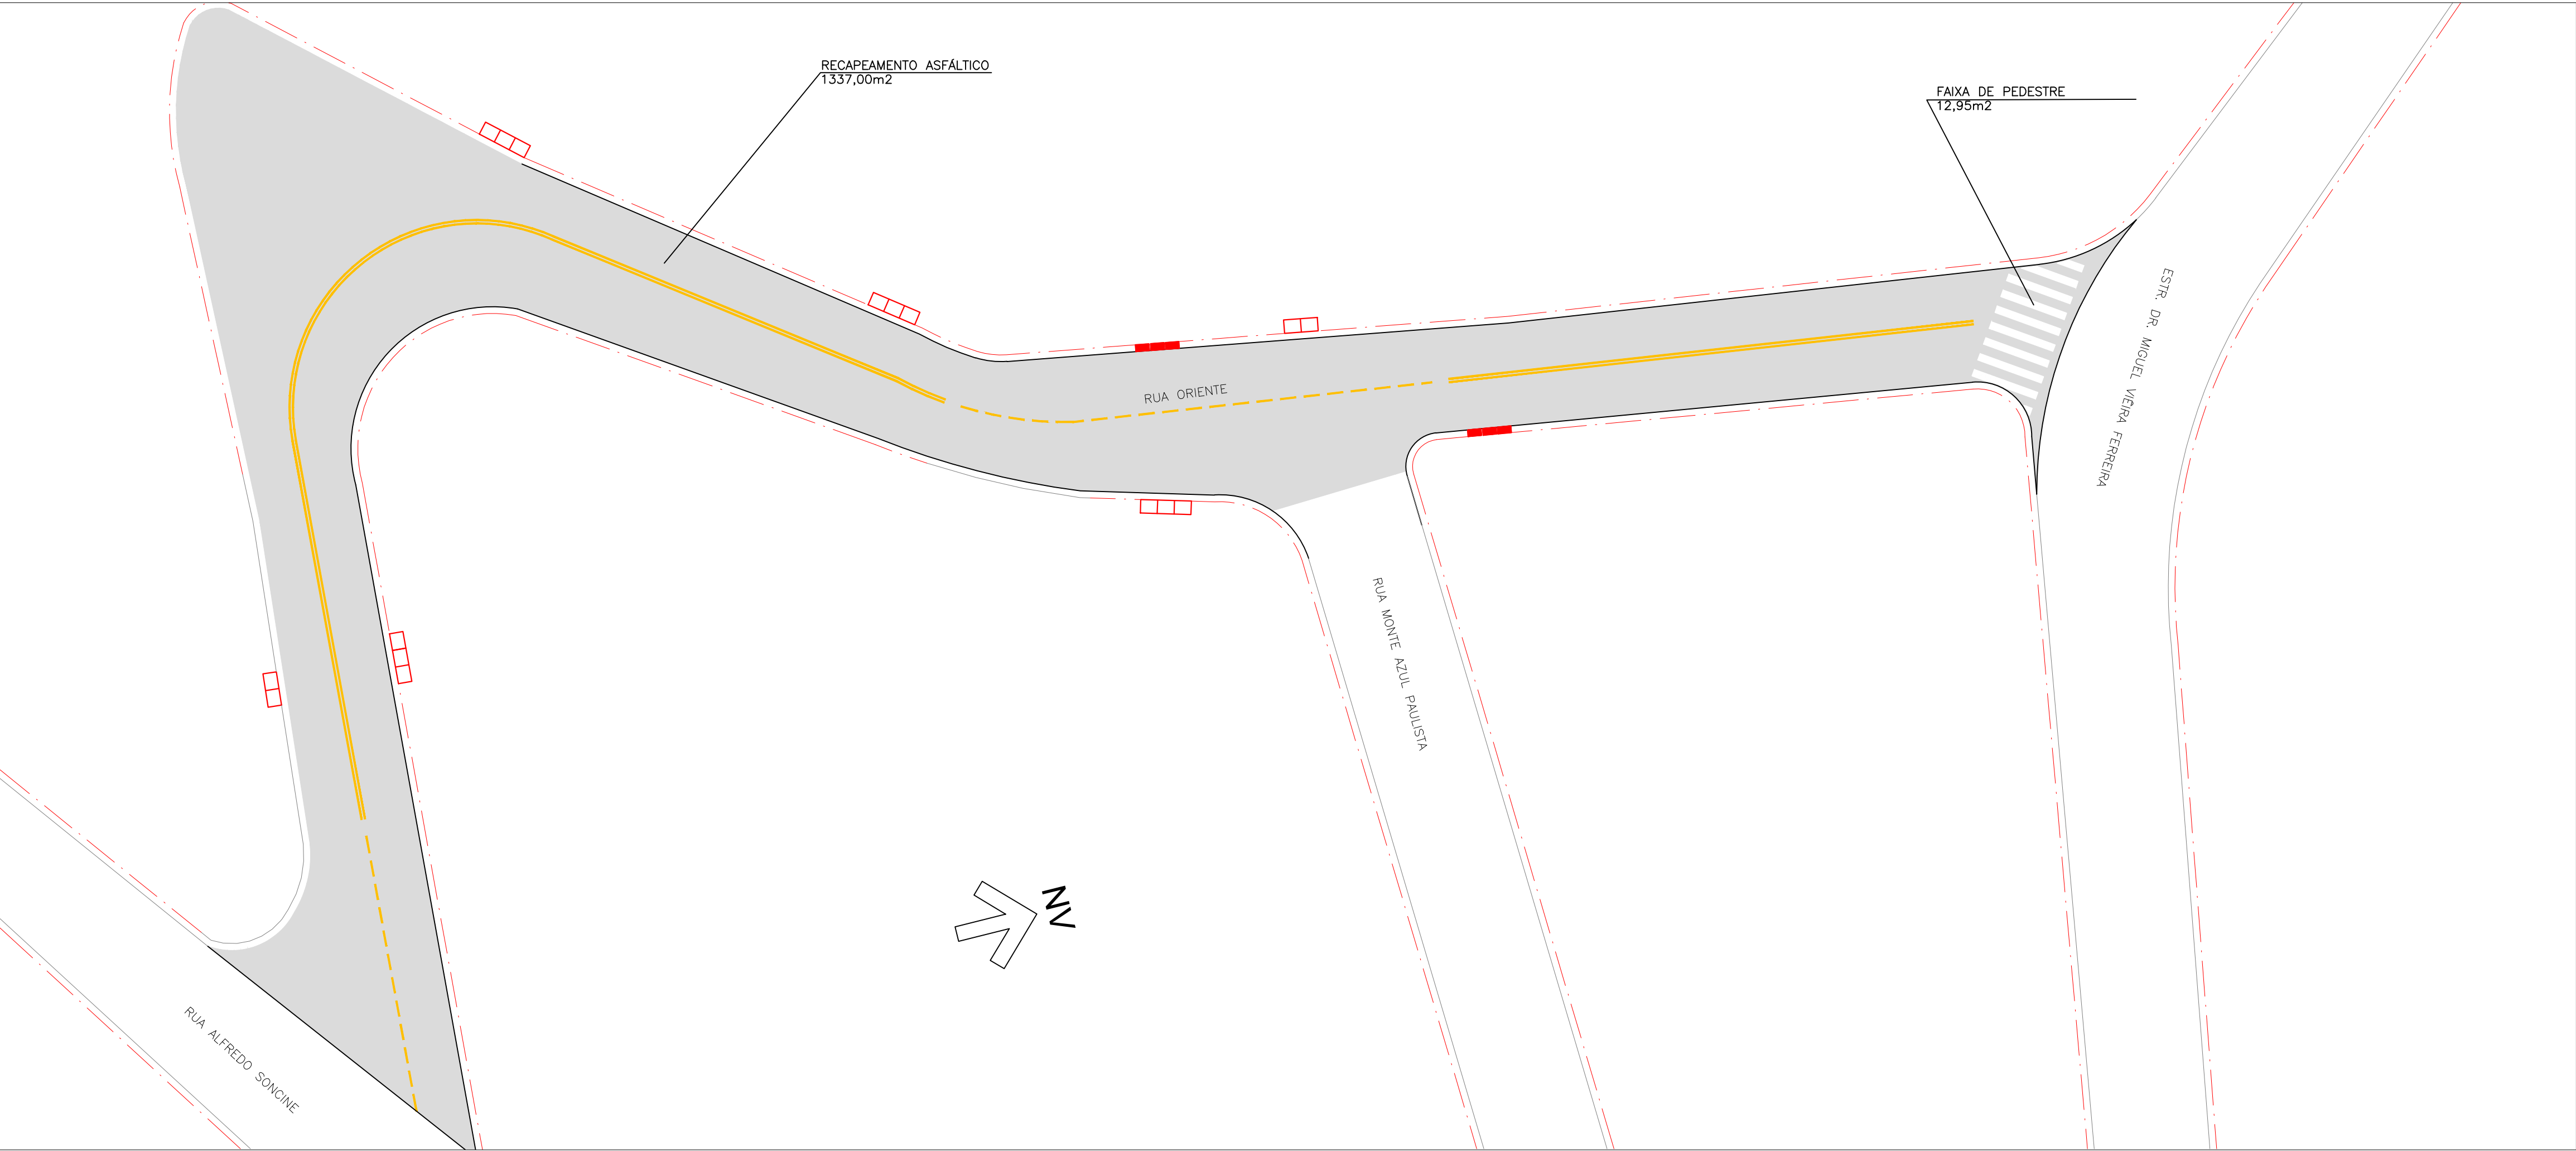 RECAPEAMENTO ASFÁLTICO
1337,00m2
FAIXA DE PEDESTRE
12,95m2
ESTR. DR. MIGUEL VIEIRA FERREIRA
RUA ORIENTE
RUA MONTE AZUL PAULISTA
NV
RUA ALFREDO SONCINE